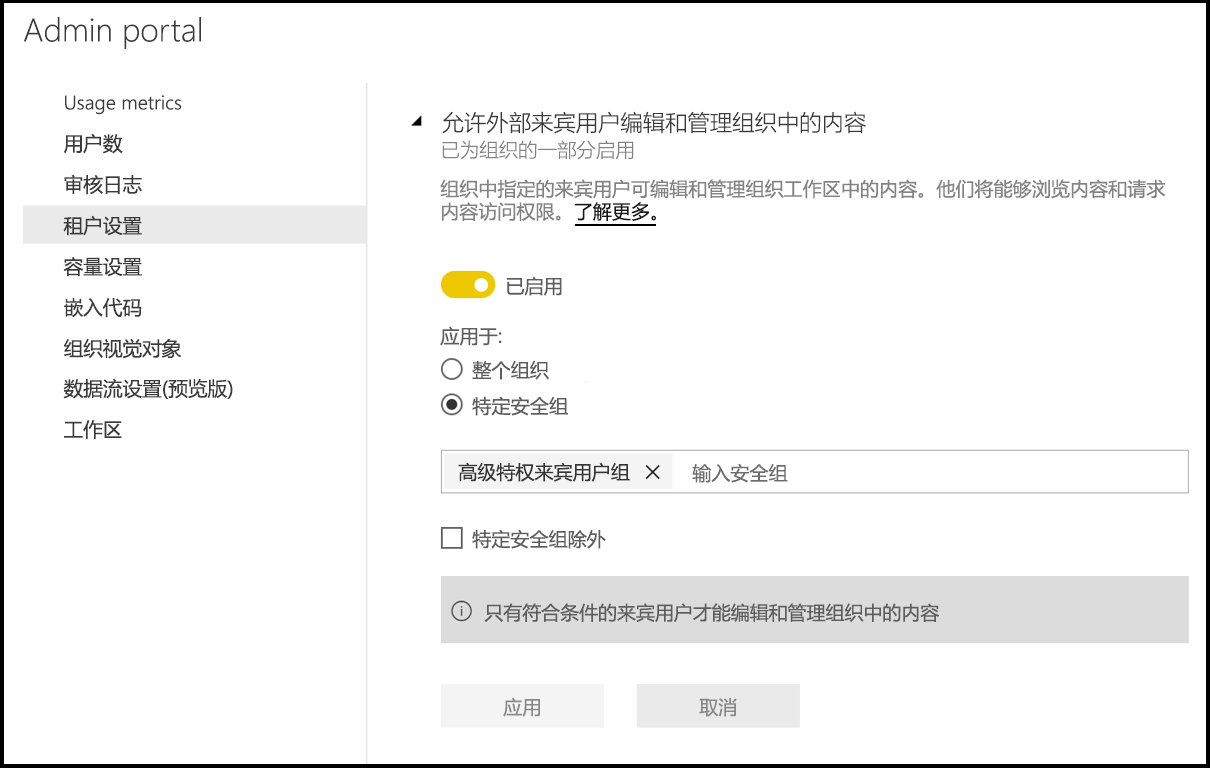 Admin portal
Usage metrics
用户数
审核日志
租户设置
容量设置
嵌入代码
组织视觉对象
数据流设置(预览版)
工作区
允许外部来宾用户编辑和管理组织中的内容
已为组织的一部分启用
组织中指定的来宾用户可编辑和管理组织工作区中的内容。他们将能够浏览内容和请求
内容访问权限。了解更多。
已启用
应用于:
整个组织
特定安全组
高级特权来宾用户组 输入安全组
特定安全组除外
只有符合条件的来宾用户才能编辑和管理组织中的内容
应用 取消